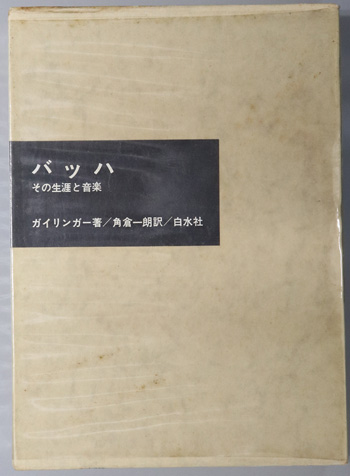 バッハ
その生涯と音楽
ガイリンガー著／角倉一朗訳／白水社